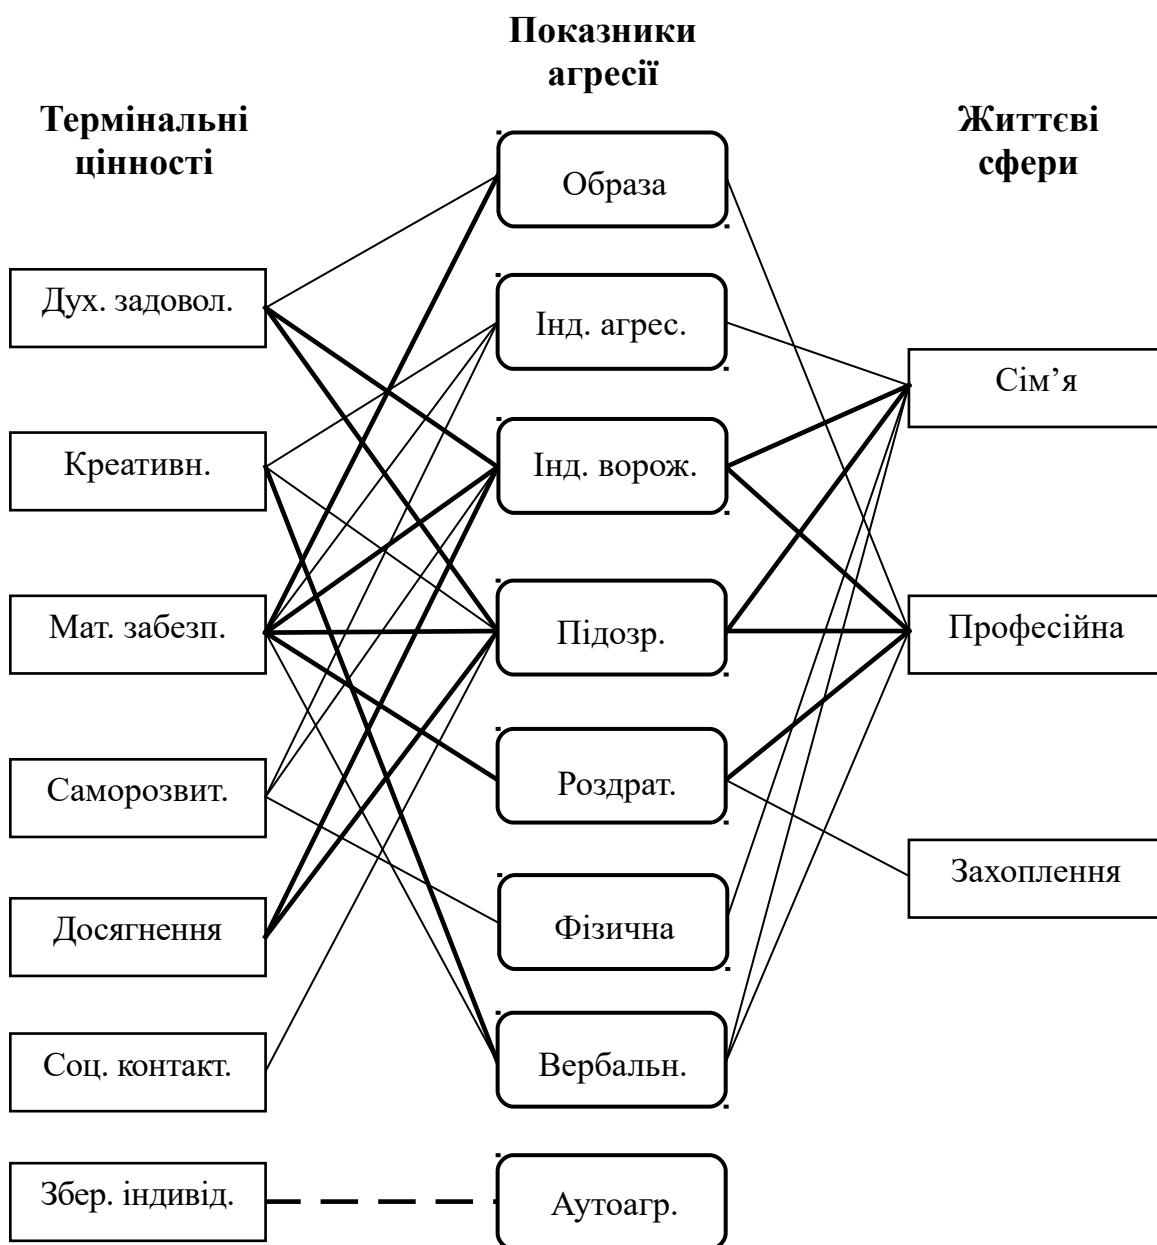 Показники
агресії
Термінальні
цінності
Життєві
сфери
Образа
Дух. задовол.
Інд. агрес.
Сім’я
Креативн.
Інд. ворож.
Мат. забезп.
Підозр.
Професійна
Саморозвит.
Роздрат.
Захоплення
Досягнення
Фізична
Соц. контакт.
Вербальн.
Збер. індивід.
Аутоагр.